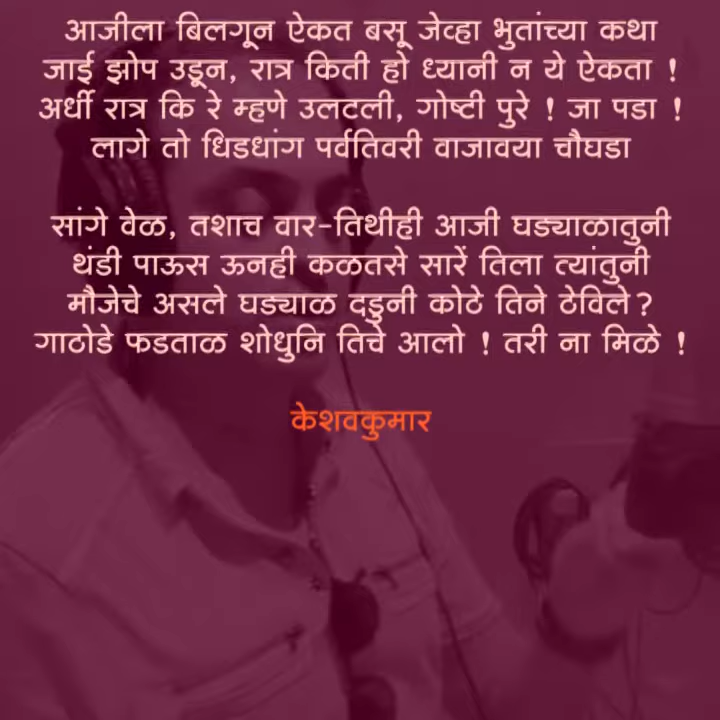 आजीला बिलगून ऐकत बसू जेव्हा भुतांच्या कथा
जाई झोप उडून, रात्र किती हो ध्यानी न ये ऐकता !
अर्धी रात्र कि रे म्हणे उलटली, गोष्टी पुरे ! जा पडा !
लागे तो धिडधांग पर्वतिवरी वाजावया चौघडा
सांगे वेळ, तशाच वार-तिथीही आजी घड्याळातुनी
थंडी पाऊस ऊनही कळतसे सारें तिला त्यांतुनी
मौजेचे असले घड्याळ दडुनी कोठे तिने ठेविले?
गाठोडे फडताळ शोधुनि तिचे आलो ! तरी ना मिळे !
केशवकुमार